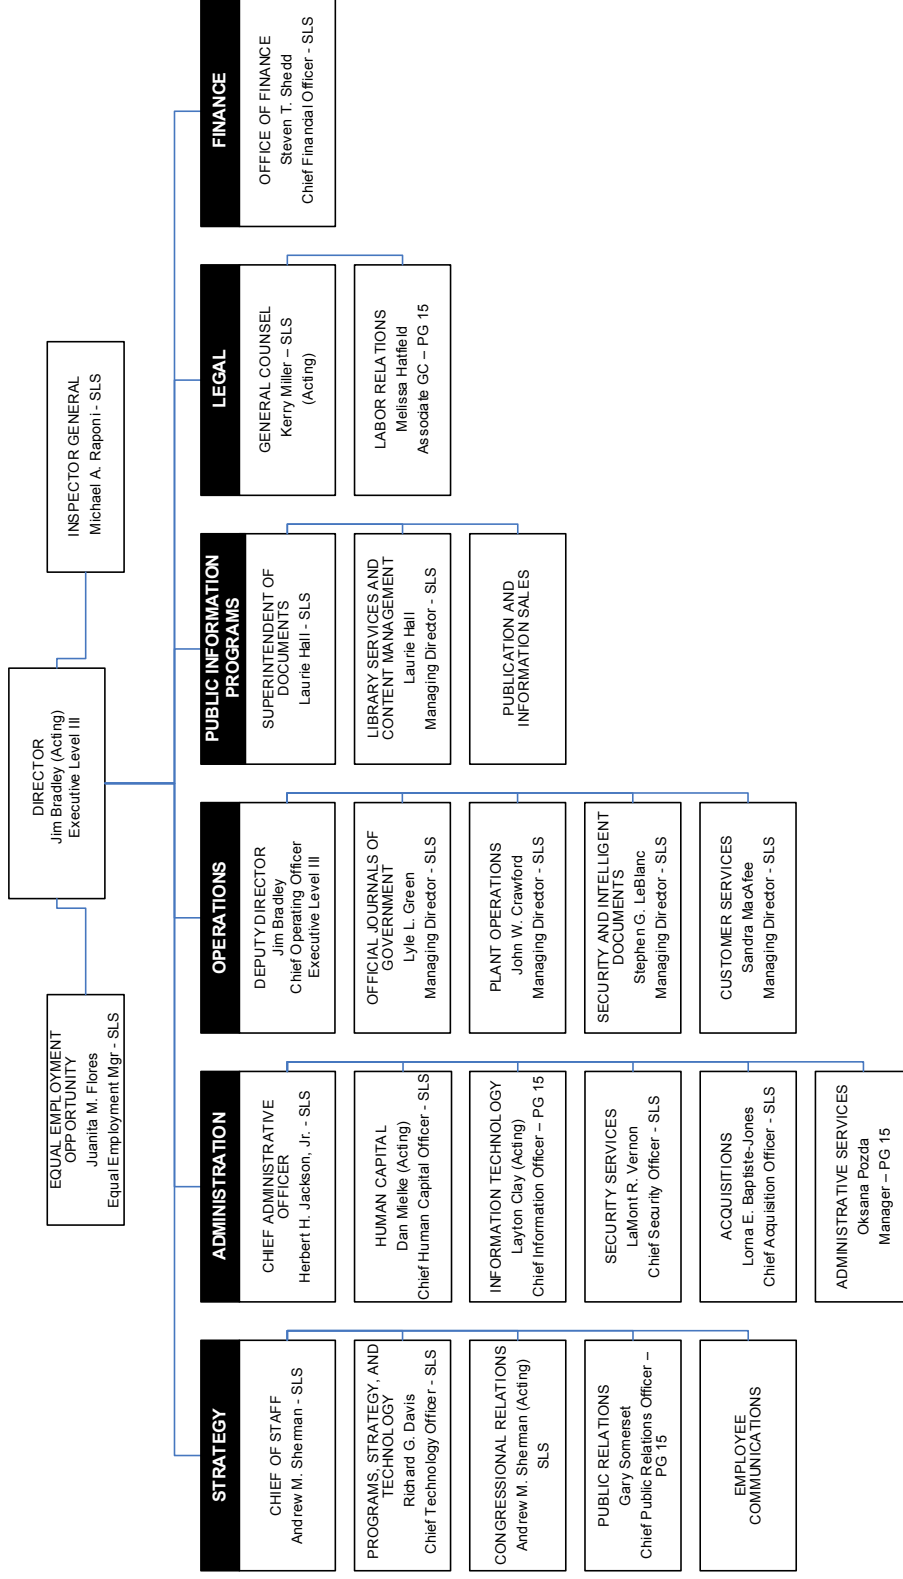 DIRECTOR
Jim Bradley (Acting)
Executive Level III
EQUAL EMPLOYMENT
OPPORTUNITY
Juanita M. Flores
Equal Employment Mgr - SLS
INSPECTOR GENERAL
Michael A. Raponi - SLS
STRATEGY
CHIEF OF STAFF
Andrew M. Sherman - SLS
PROGRAMS, STRATEGY, AND
TECHNOLOGY
Richard G. Davis
Chief Technology Officer - SLS
CONGRESSIONAL RELATIONS
Andrew M. Sherman (Acting)
SLS
PUBLIC RELATIONS
Gary Somerset
Chief Public Relations Officer –
PG 15
EMPLOYEE
COMMUNICATIONS
ADMINISTRATION
CHIEF ADMINISTRATIVE
OFFICER
Herbert H. Jackson, Jr. - SLS
HUMAN CAPITAL
Dan Mielke (Acting)
Chief Human Capital Officer - SLS
INFORMATION TECHNOLOGY
Layton Clay (Acting)
Chief Information Officer – PG 15
SECURITY SERVICES
LaMont R. Vernon
Chief Security Officer - SLS
ACQUISITIONS
Lorna E. Baptiste-Jones
Chief Acquisition Officer - SLS
ADMINISTRATIVE SERVICES
Oksana Pozda
Manager – PG 15
OPERATIONS
DEPUTY DIRECTOR
Jim Bradley
Chief Operating Officer
Executive Level III
OFFICIAL JOURNALS OF
GOVERNMENT
Lyle L. Green
Managing Director - SLS
PLANT OPERATIONS
John W. Crawford
Managing Director - SLS
SECURITY AND INTELLIGENT
DOCUMENTS
Stephen G. LeBlanc
Managing Director - SLS
CUSTOMER SERVICES
Sandra MacAfee
Managing Director - SLS
PUBLIC INFORMATION
PROGRAMS
SUPERINTENDENT OF
DOCUMENTS
Laurie Hall - SLS
LIBRARY SERVICES AND
CONTENT MANAGEMENT
Laurie Hall
Managing Director - SLS
PUBLICATION AND
INFORMATION SALES
LEGAL
GENERAL COUNSEL
Kerry Miller – SLS
(Acting)
LABOR RELATIONS
Melissa Hatfield
Associate GC – PG 15
FINANCE
OFFICE OF FINANCE
Steven T. Shedd
Chief Financial Officer - SLS